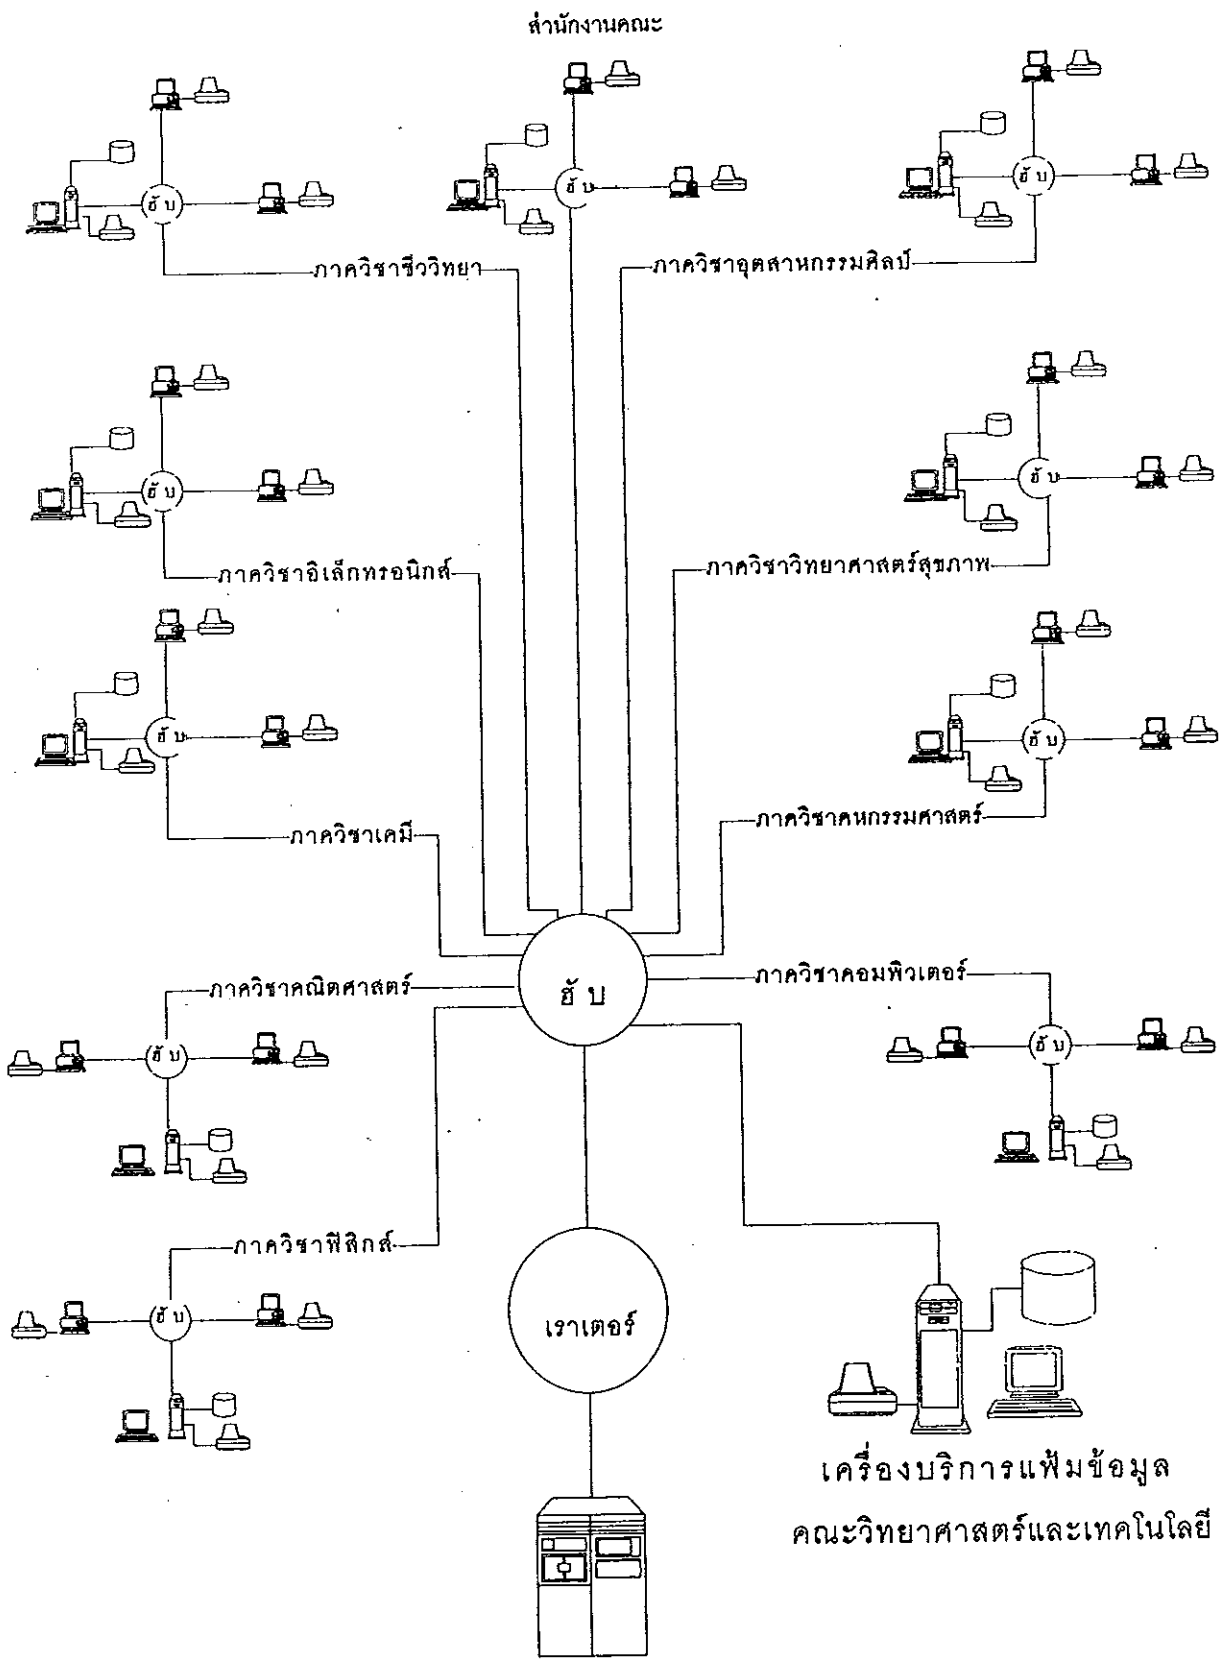 สำนักงานคณะ
ฮับ
ฮับ
ฮับ
ภาควิชาชีววิทยา
ภาควิชาอุตสาหกรรมศิลป์
ฮับ
ฮับ
ภาควิชาอิเล็กทรอนิกส์
ภาควิชาวิทยาศาสตร์สุขภาพ
ฮับ
ฮับ
ภาควิชาเคมี
ภาควิชาคหกรรมศาสตร์
ภาควิชาคณิตศาสตร์
ฮับ
ภาควิชาคอมพิวเตอร์
ฮับ
ฮับ
ภาควิชาฟิสิกส์
ฮับ
เราเตอร์
เครื่องบริการแฟ้มข้อมูล
คณะวิทยาศาสตร์และเทคโนโลยี